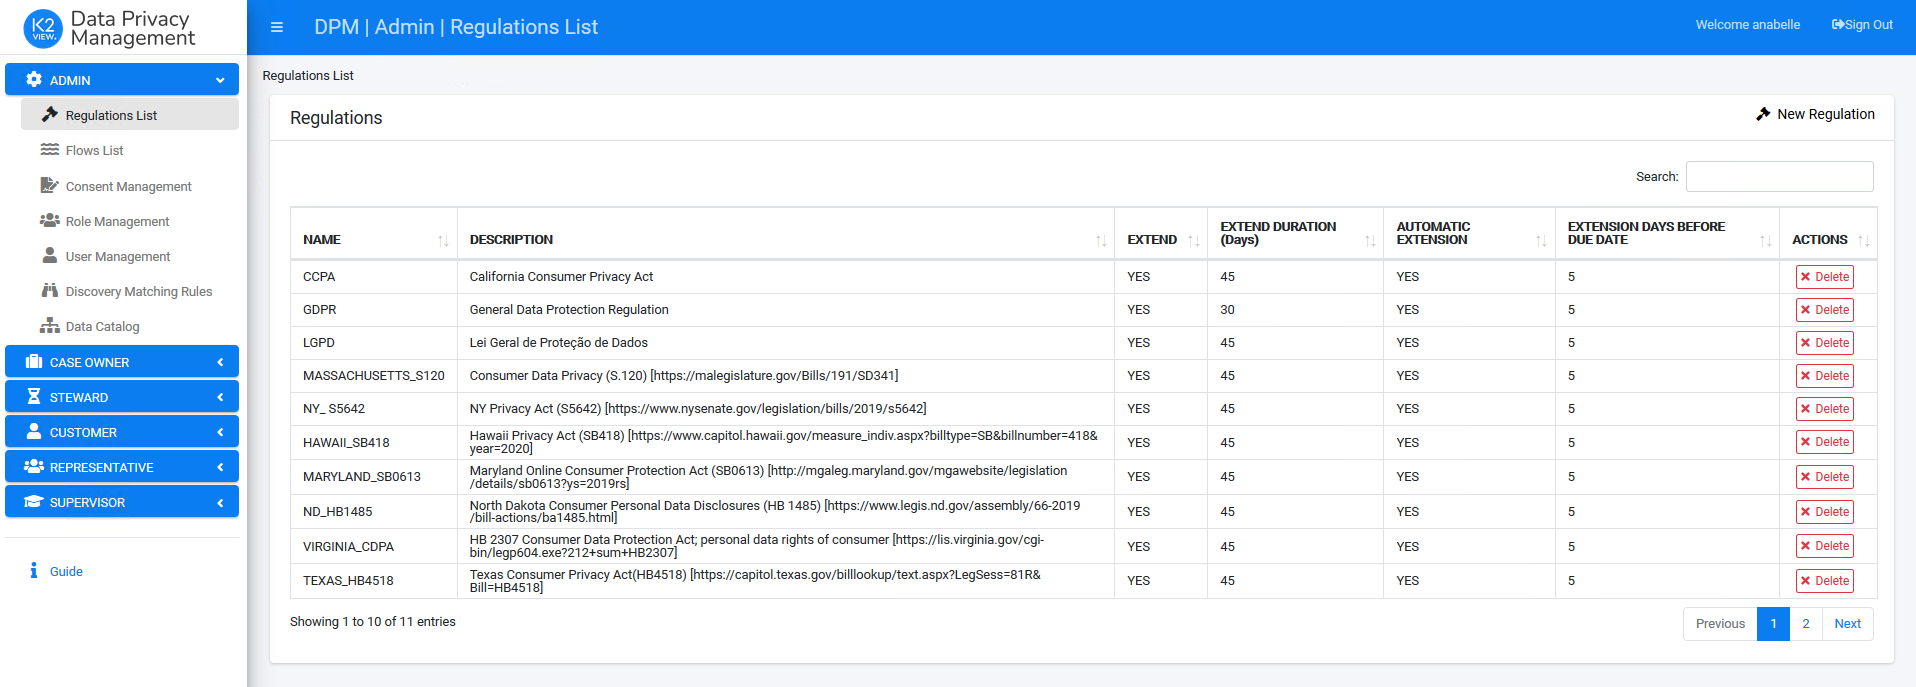 K2
VIEW.
Data Privacy
Management
DPM | Admin | Regulations List
Welcome anabelle
Sign Out
ADMIN
Regulations List
Flows List
Consent Management
Role Management
User Management
Discovery Matching Rules
Data Catalog
CASE OWNER
STEWARD
CUSTOMER
REPRESENTATIVE
SUPERVISOR
Guide
Regulations List
Regulations
New Regulation
Search:
NAME DESCRIPTION EXTEND EXTEND DURATION (Days) AUTOMATIC EXTENSION EXTENSION DAYS BEFORE DUE DATE ACTIONS
CCPA California Consumer Privacy Act YES 45 YES 5 Delete
GDPR General Data Protection Regulation YES 30 YES 5 Delete
LGPD Lei Geral de Proteção de Dados YES 45 YES 5 Delete
MASSACHUSETTS_S120 Consumer Data Privacy (S.120) [https://malegislature.gov/Bills/191/SD341] YES 45 YES 5 Delete
NY_ S5642 NY Privacy Act (S5642) [https://www.nysenate.gov/legislation/bills/2019/s5642] YES 45 YES 5 Delete
HAWAII_SB418 Hawaii Privacy Act (SB418) [https://www.capitol.hawaii.gov/measure_indiv.aspx?billtype=SB&billnumber=418&
year=2020] YES 45 YES 5 Delete
MARYLAND_SB0613 Maryland Online Consumer Protection Act (SB0613) [http://mgaleg.maryland.gov/mgawebsite/legislation
/details/sb0613?ys=2019rs] YES 45 YES 5 Delete
ND_HB1485 North Dakota Consumer Personal Data Disclosures (HB 1485) [https://www.legis.nd.gov/assembly/66-2019
/bill-actions/ba1485.html] YES 45 YES 5 Delete
VIRGINIA_CDPA HB 2307 Consumer Data Protection Act; personal data rights of consumer [https://lis.virginia.gov/cgi-
bin/legp604.exe?212+sum+HB2307] YES 45 YES 5 Delete
TEXAS_HB4518 Texas Consumer Privacy Act(HB4518) [https://capitol.texas.gov/billlookup/text.aspx?LegSess=81R&
Bill=HB4518] YES 45 YES 5 Delete
Showing 1 to 10 of 11 entries
Previous 1 2 Next